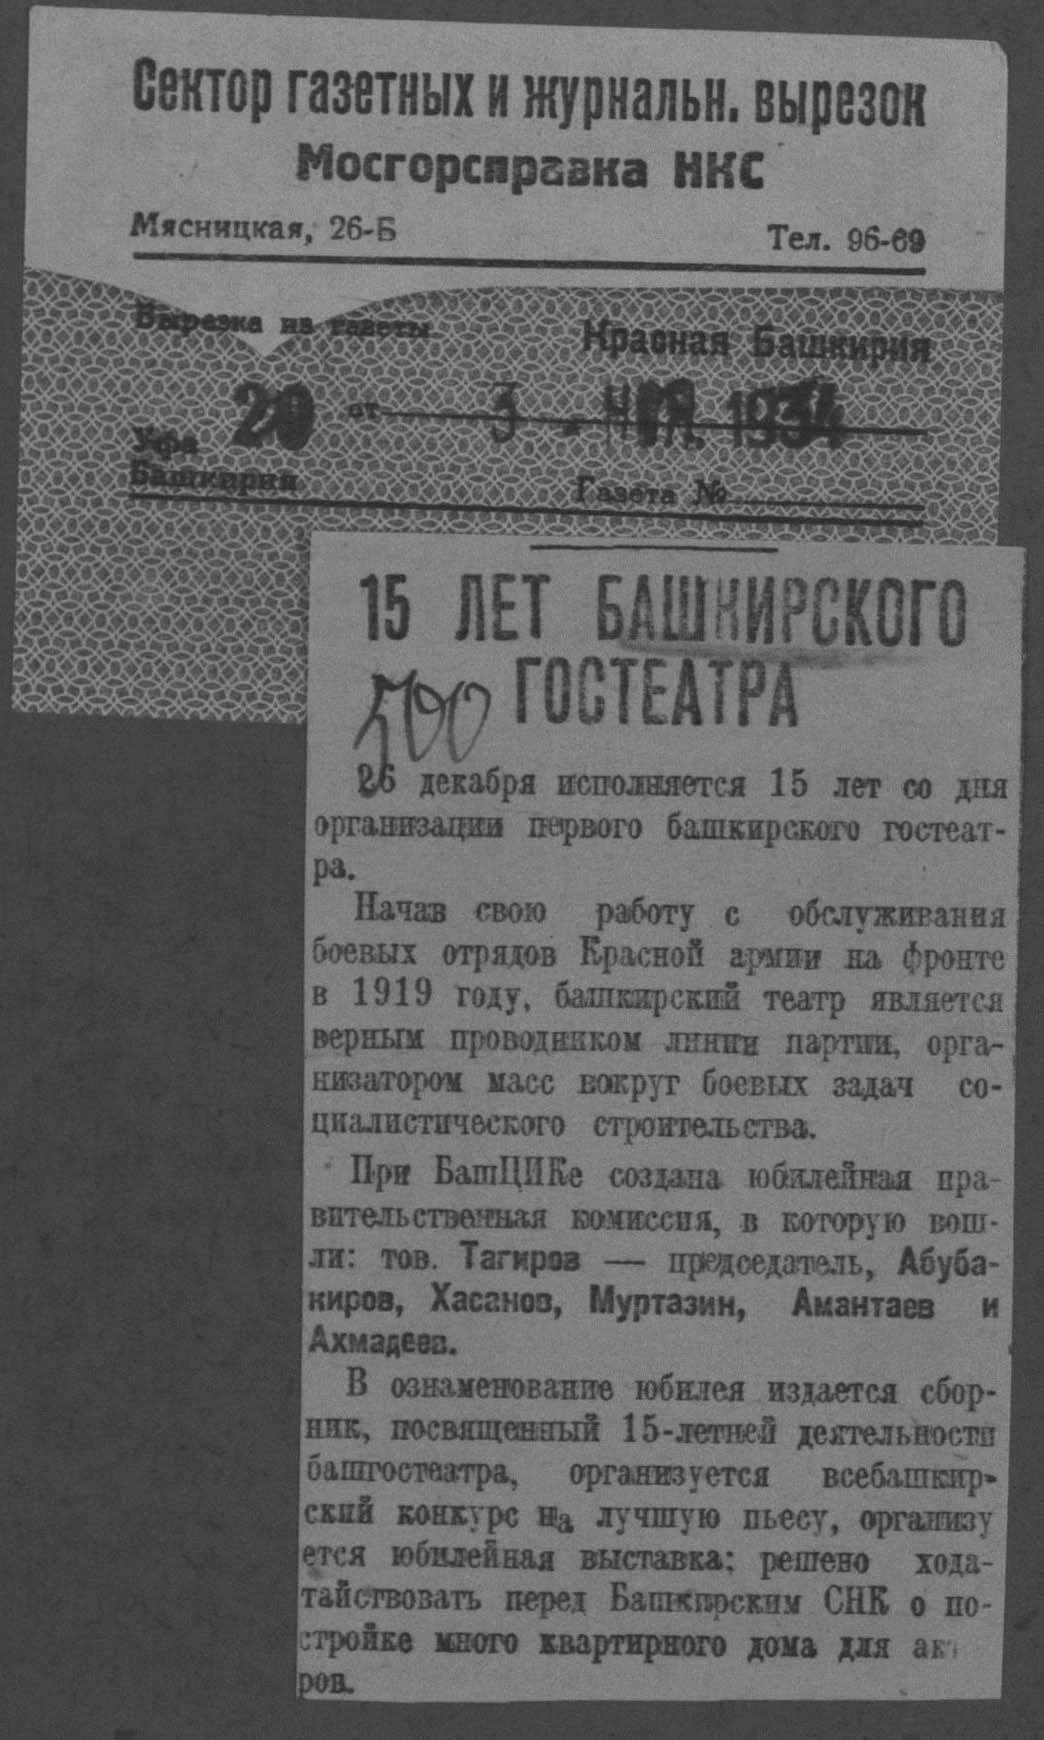 Сектор газетных и журнальн. вырезок
Мосгорсправка НКС
Мясницкая, 26-Б Тел. 96-69
Вырезка из газеты Красная Башкирия
от 3 - 1934
Уфа
Башкирия Газета №
15 ЛЕТ БАШКИРСКОГО
ГОСТЕАТРА
500
26 декабря исполняется 15 лет со дня
организации первого башкирского гостеат-
ра.
Начав свою работу с обслуживания
боевых отрядов Красной армии на фронте
в 1919 году, башкирский театр является
верным проводником линии партии, орга-
низатором масс вокруг боевых задач со-
циалистического строительства.
При БашЦИКе создана юбилейная пра-
вительственная комиссия, в которую вош-
ли: тов. Тагиров — председатель, Абуба-
киров, Хасанов, Муртазин, Амантаев и
Ахмадеев.
В ознаменование юбилея издается сбор-
ник, посвященный 15-летней деятельности
башгостеатра, организуется всебашкир-
ский конкурс на лучшую пьесу, организу
ется юбилейная выставка; решено хода-
тайствовать перед Башкирским СНК о по-
стройке много квартирного дома для ак
ров.